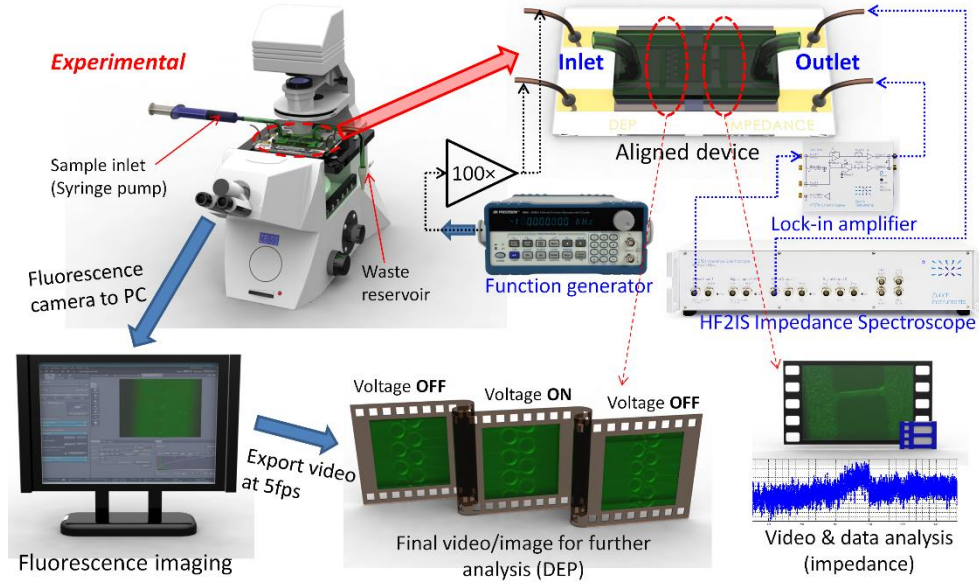 Experimental
Sample inlet
(Syringe pump)
Inlet
Outlet
DEP
IMPEDANCE
Aligned device
100×
Lock-in amplifier
Fluorescence
camera to PC
Waste
reservoir
Function generator
HF2IS Impedance Spectroscope
Zurich
Instruments
Voltage OFF
Voltage ON
Voltage OFF
Export video
at 5fps
Fluorescence imaging
Final video/image for further
analysis (DEP)
Video & data analysis
(impedance)